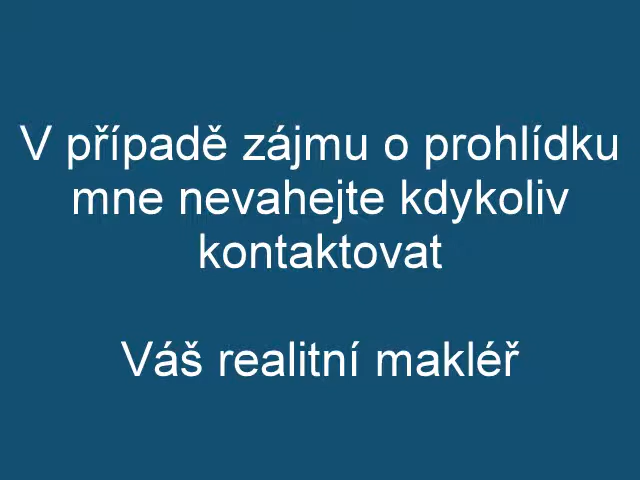 V případě zájmu o prohlídku
mne nevahejte kdykoliv
kontaktovat
Váš realitní makléř